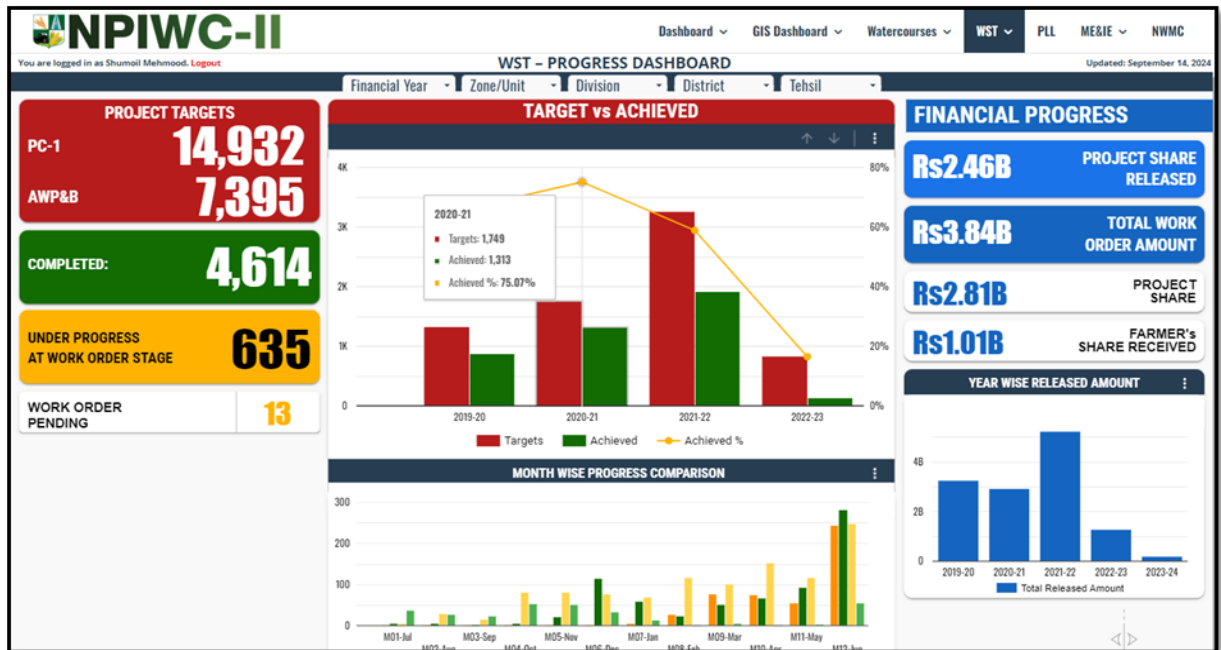 NPIWC-II
Dashboard
GIS Dashboard
Watercourses
WST
PLL
ME&IE
NWMC
You are logged in as Shumoil Mehmood. Logout
WST – PROGRESS DASHBOARD
Updated: September 14, 2024
Financial Year
Zone/Unit
Division
District
Tehsil
PROJECT TARGETS
PC-1 14,932
AWP&B 7,395
COMPLETED: 4,614
UNDER PROGRESS
AT WORK ORDER STAGE
635
WORK ORDER
PENDING
13
TARGET vs ACHIEVED
4K
3K
2K
1K
0
80%
60%
40%
20%
0%
2020-21
Targets: 1,749
Achieved: 1,313
Achieved %: 75.07%
2019-20
2020-21
2021-22
2022-23
Targets
Achieved
Achieved %
MONTH WISE PROGRESS COMPARISON
300
200
100
0
M01-Jul
M03-Sep
M05-Nov
M07-Jan
M09-Mar
M11-May
FINANCIAL PROGRESS
Rs2.46B
PROJECT SHARE
RELEASED
Rs3.84B
TOTAL WORK
ORDER AMOUNT
Rs2.81B
PROJECT
SHARE
Rs1.01B
FARMER's
SHARE RECEIVED
YEAR WISE RELEASED AMOUNT
4B
2B
0
2019-20
2020-21
2021-22
2022-23
2023-24
Total Released Amount